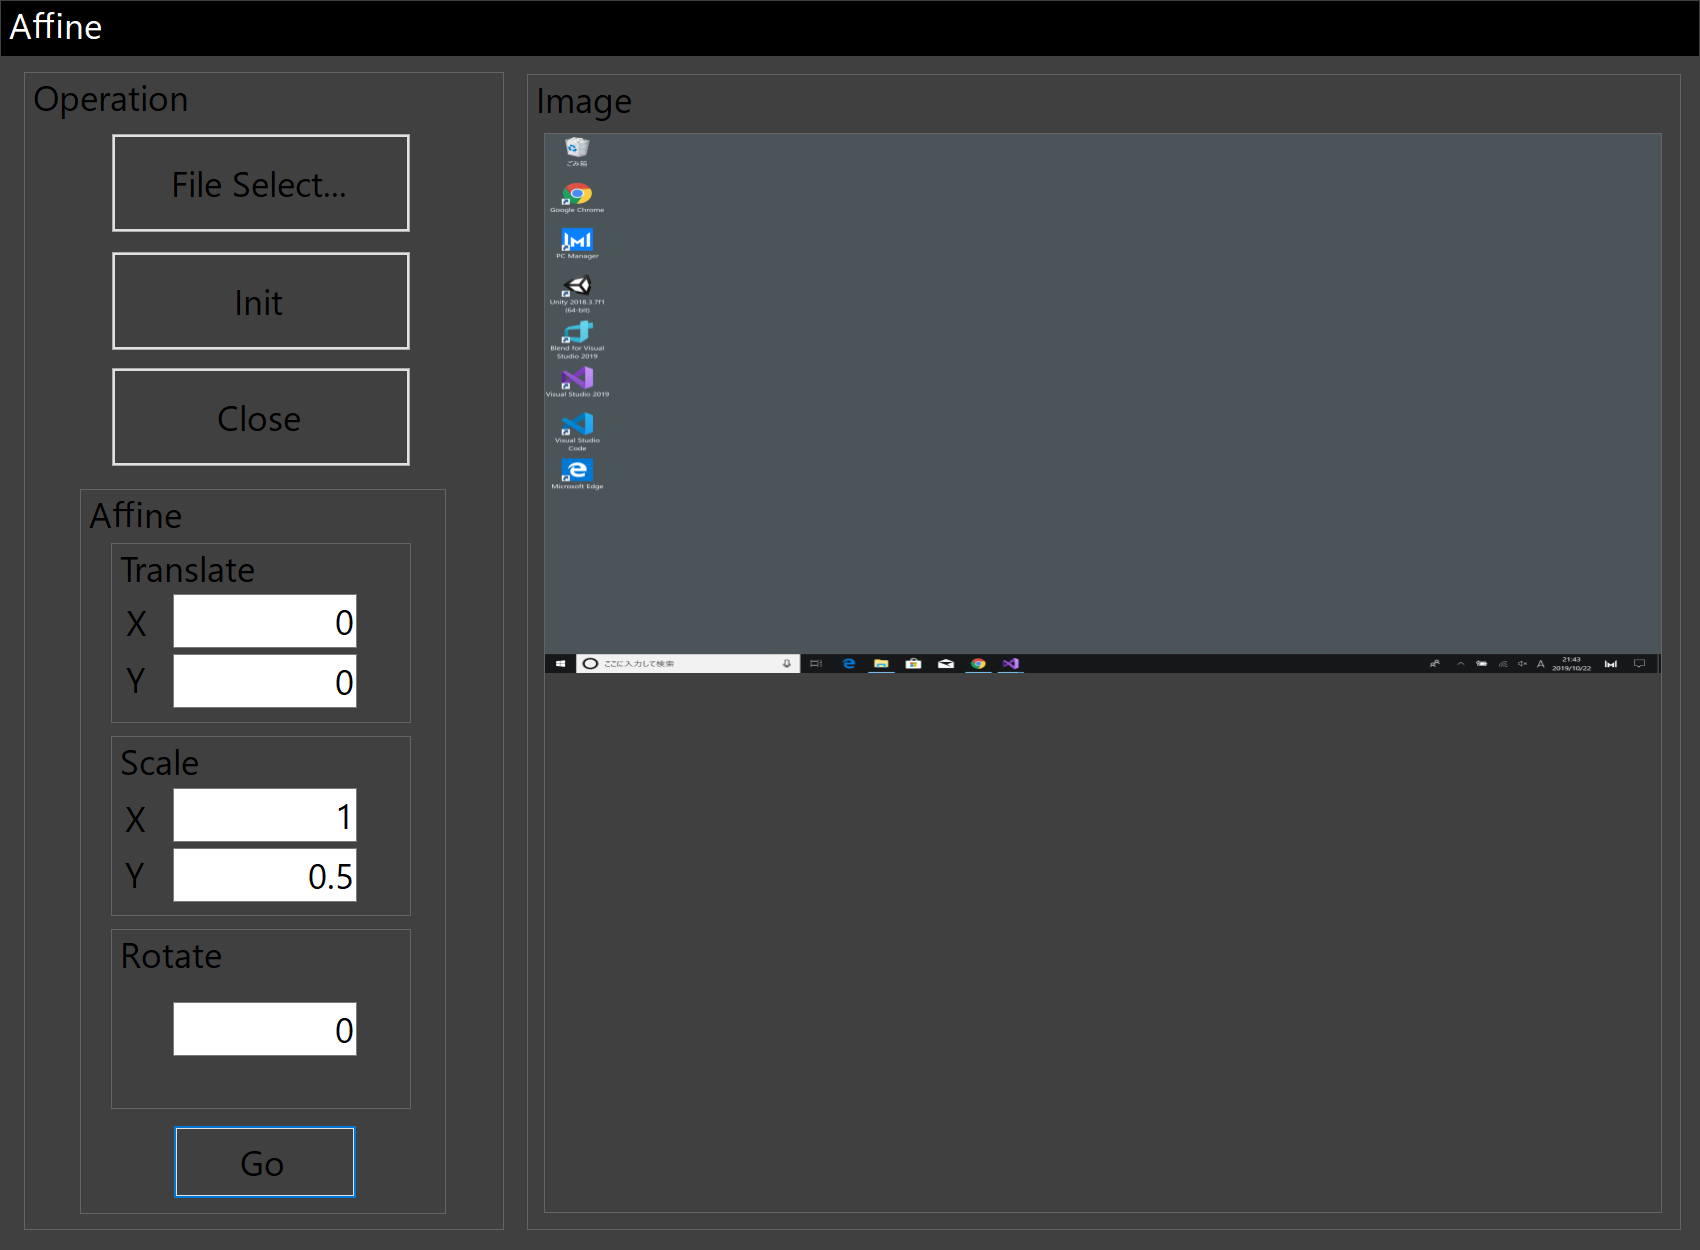 Affine
Operation
File Select...
Init
Close
Affine
Translate
X 0
Y 0
Scale
X 1
Y 0.5
Rotate
0
Go
Image
ごみ箱
Google Chrome
PC Manager
Unity 2018.3.7f1
(64-bit)
Blend for Visual
Studio 2019
Visual Studio 2019
Visual Studio
Code
Microsoft Edge
ここに入力して検索
A
21:43
2019/10/22